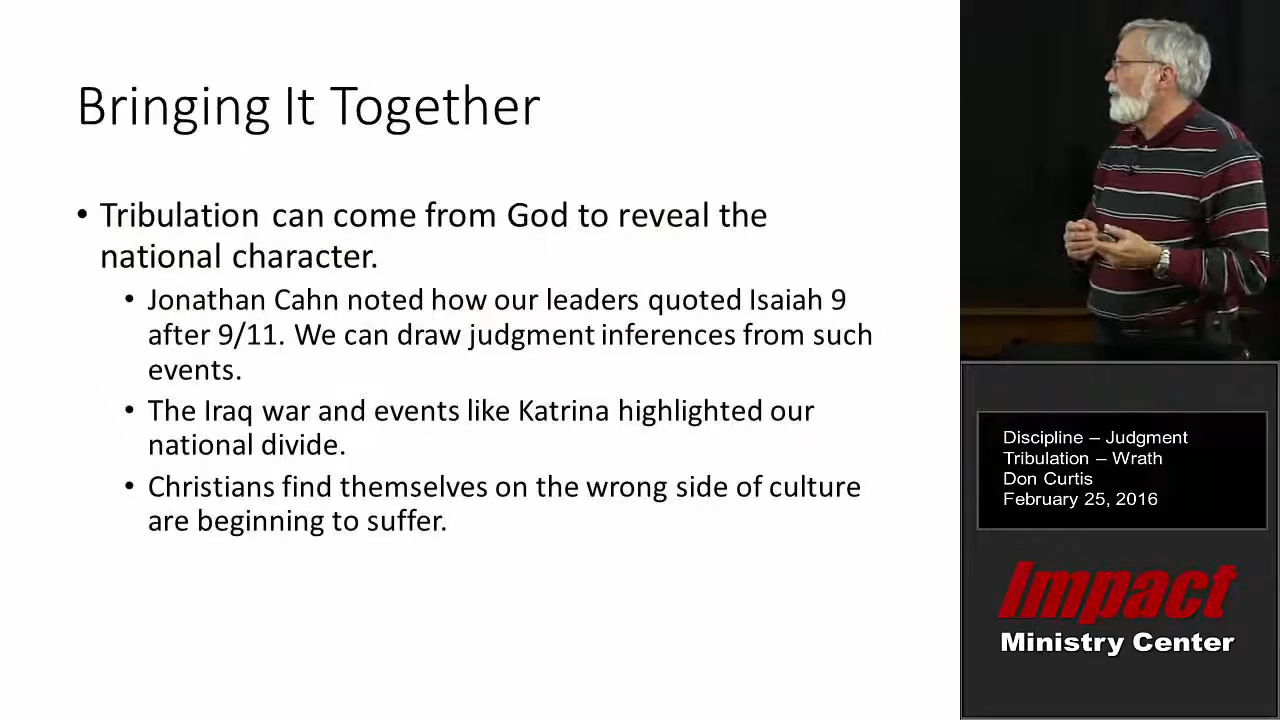 Bringing It Together
• Tribulation can come from God to reveal the
national character.
• Jonathan Cahn noted how our leaders quoted Isaiah 9
after 9/11. We can draw judgment inferences from such
events.
• The Iraq war and events like Katrina highlighted our
national divide.
• Christians find themselves on the wrong side of culture
are beginning to suffer.
Discipline – Judgment
Tribulation – Wrath
Don Curtis
February 25, 2016
Impact
Ministry Center